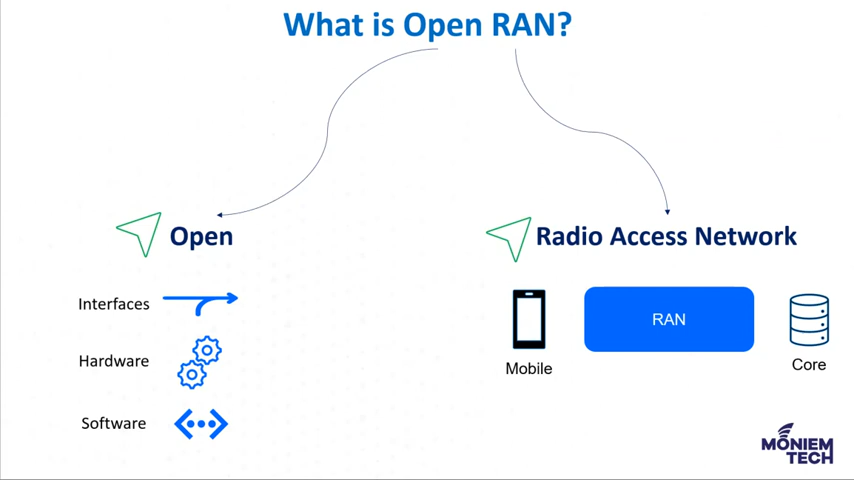 What is Open RAN?
Open
Interfaces
Hardware
Software
Radio Access Network
RAN
Mobile
Core
MONIEM
TECH